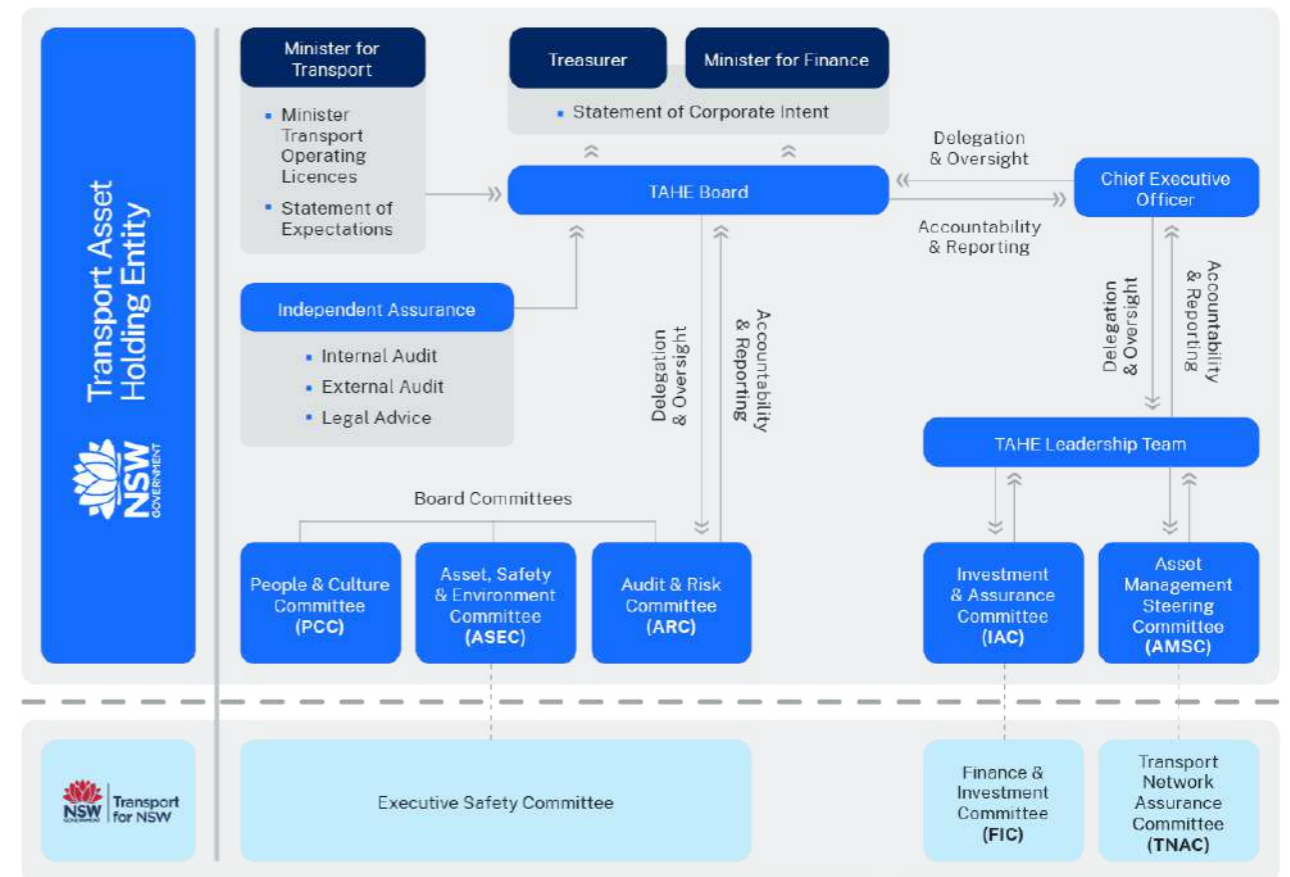 Transport Asset
Holding Entity
NSW
GOVERNMENT
Minister for
Transport
▪ Minister
Transport
Operating
Licences
▪ Statement of
Expectations
Treasurer
Minister for Finance
▪ Statement of Corporate Intent
TAHE Board
Delegation
& Oversight
Accountability
& Reporting
Chief Executive
Officer
Independent Assurance
▪ Internal Audit
▪ External Audit
▪ Legal Advice
Delegation
& Oversight
Accountability
& Reporting
Delegation
& Oversight
Accountability
& Reporting
TAHE Leadership Team
Board Committees
People & Culture
Committee
(PCC)
Asset, Safety
& Environment
Committee
(ASEC)
Audit & Risk
Committee
(ARC)
Investment
& Assurance
Committee
(IAC)
Asset
Management
Steering
Committee
(AMSC)
NSW
GOVERNMENT
Transport
for NSW
Executive Safety Committee
Finance &
Investment
Committee
(FIC)
Transport
Network
Assurance
Committee
(TNAC)